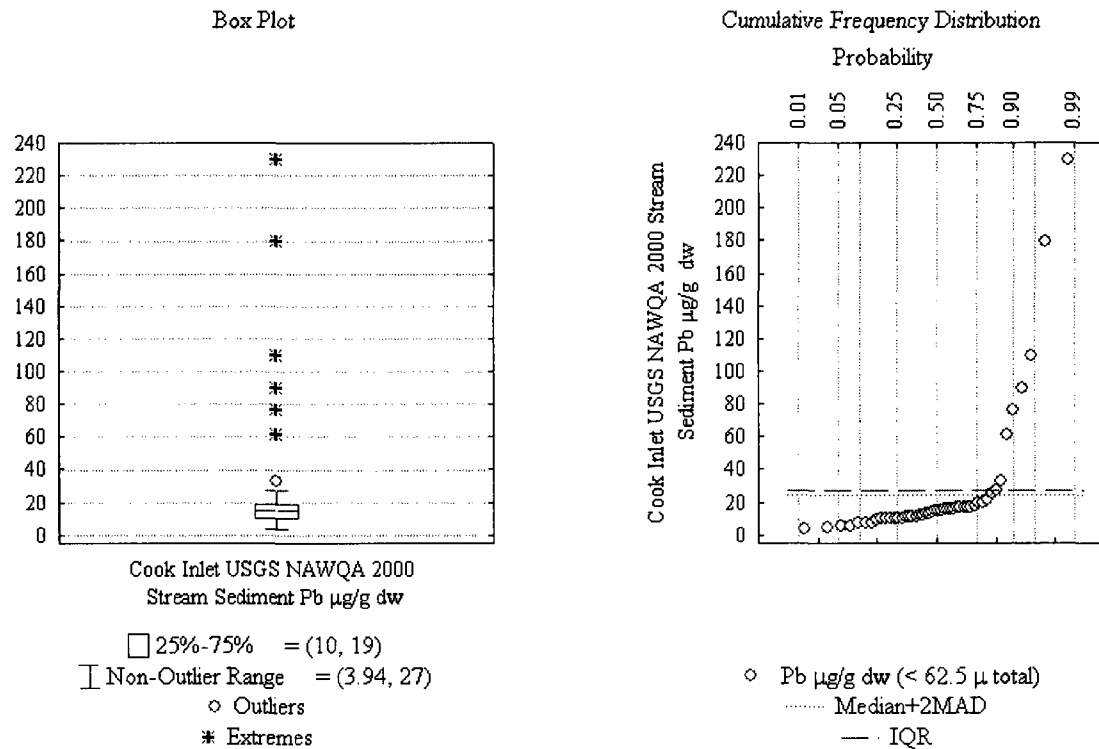 Box Plot
240
220
200
180
160
140
120
100
80
60
40
20
0
Cook Inlet USGS NAWQA 2000
Stream Sediment Pb µg/g dw
25%-75% = (10, 19)
Non-Outlier Range = (3.94, 27)
Outliers
Extremes
Cumulative Frequency Distribution
Probability
0.01
0.05
0.25
0.50
0.75
0.90
0.99
Cook Inlet USGS NAWQA 2000 Stream
Sediment Pb µg/g dw
240
220
200
180
160
140
120
100
80
60
40
20
0
Pb µg/g dw (< 62.5 µ total)
Median+2MAD
IQR